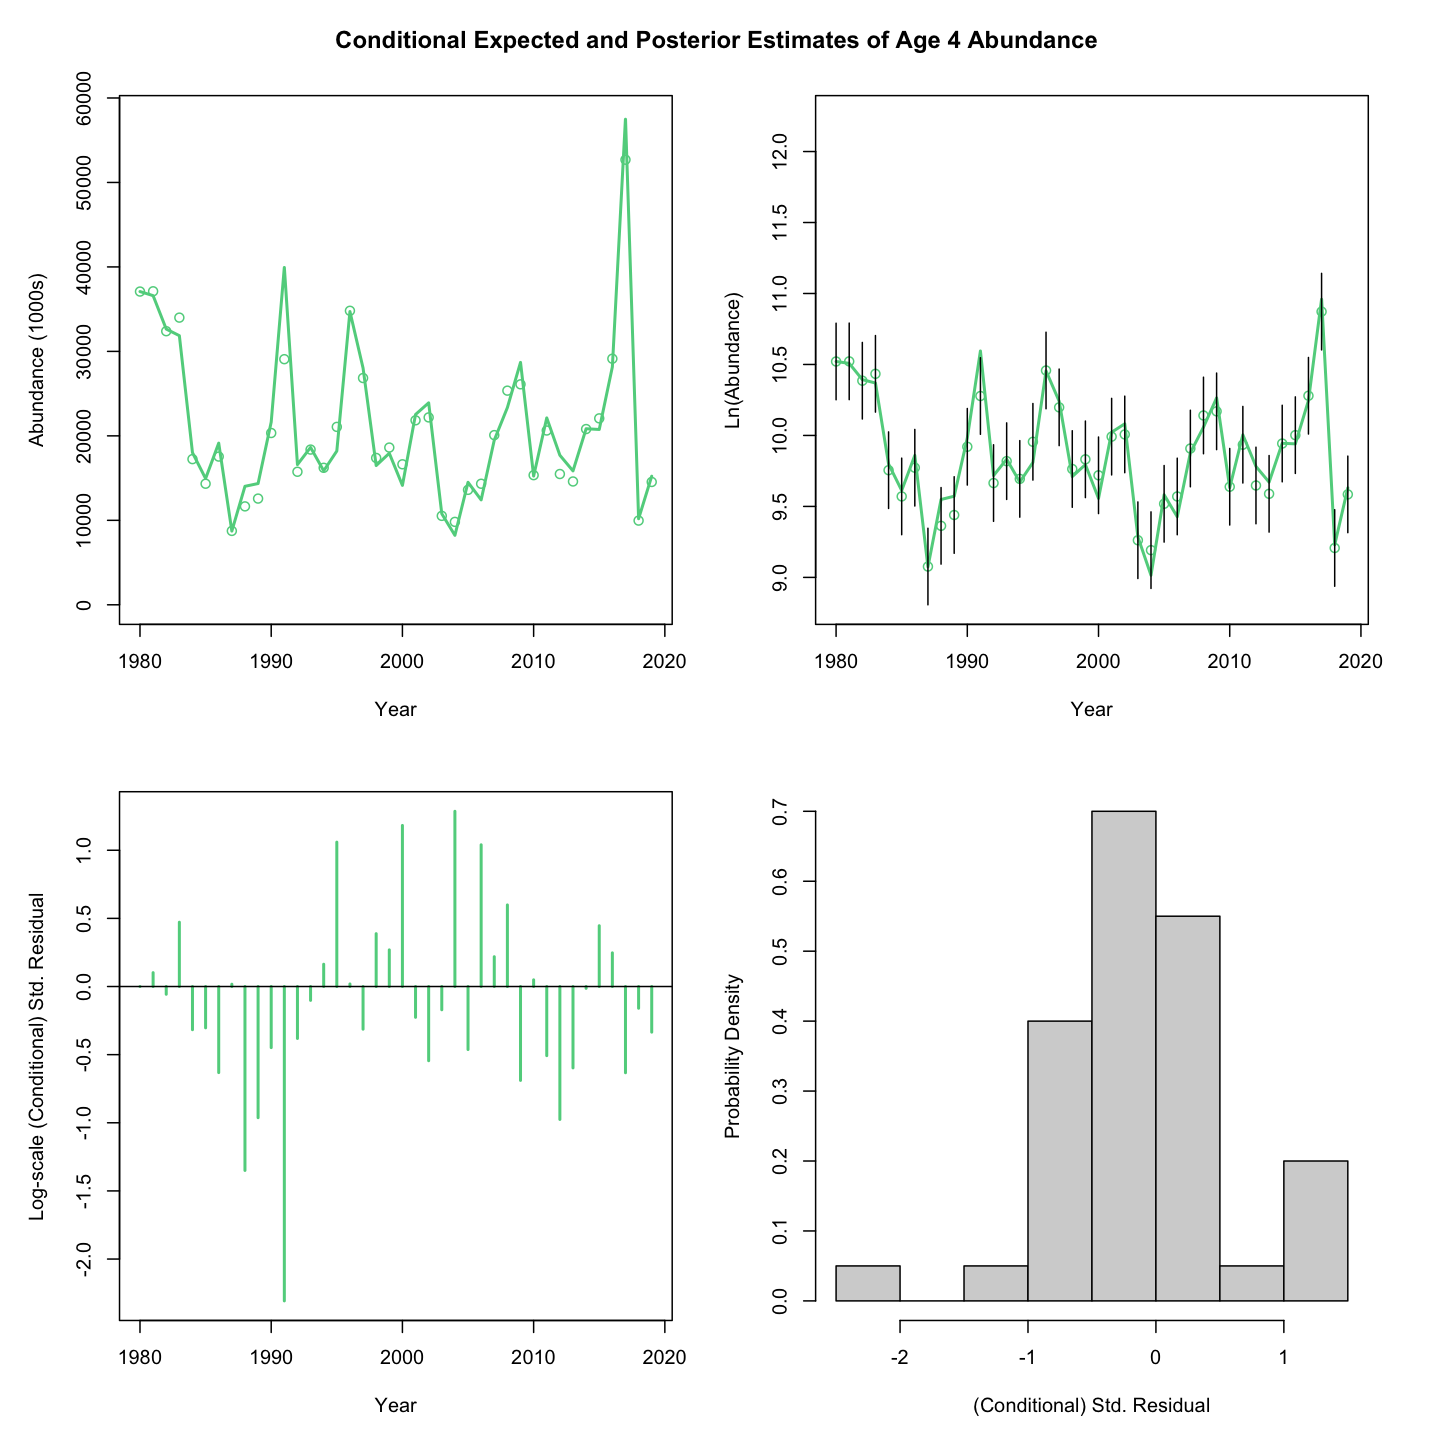 Conditional Expected and Posterior Estimates of Age 4 Abundance
Abundance (1000s)
60000
50000
40000
30000
20000
10000
0
1980 1990 2000 2010 2020
Year
Ln(Abundance)
12.0
11.5
11.0
10.5
10.0
9.5
9.0
1980 1990 2000 2010 2020
Year
Log-scale (Conditional) Std. Residual
1.0
0.5
0.0
-0.5
-1.0
-1.5
-2.0
1980 1990 2000 2010 2020
Year
Probability Density
0.7
0.6
0.5
0.4
0.3
0.2
0.1
0.0
-2 -1 0 1
(Conditional) Std. Residual